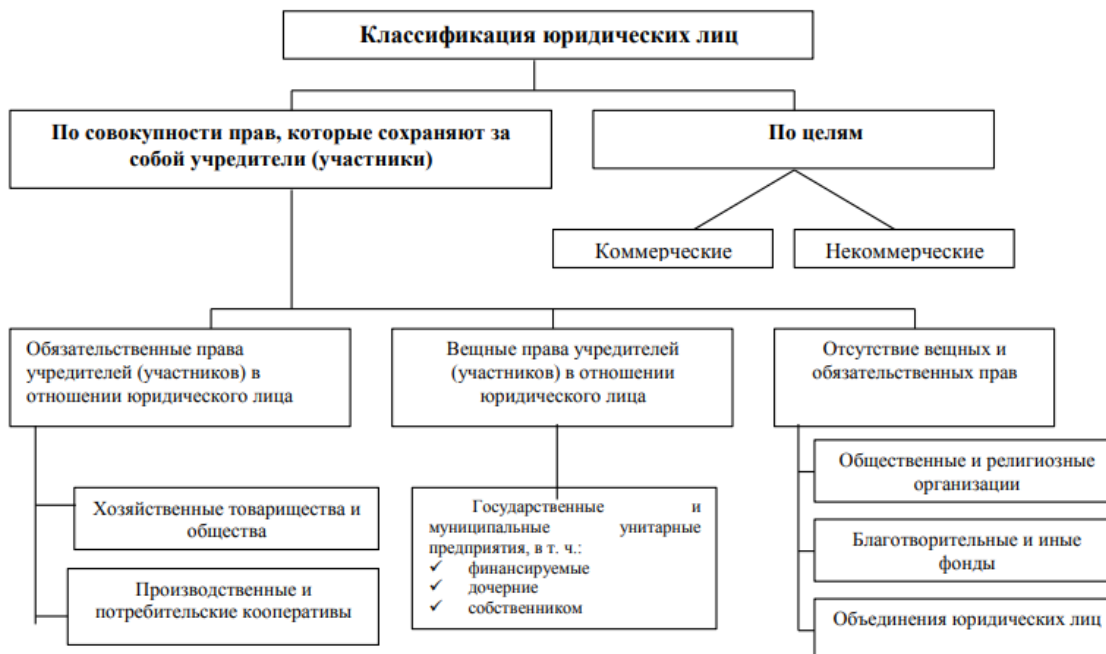 Классификация юридических лиц
По совокупности прав, которые сохраняют за
собой учредители (участники)
По целям
Коммерческие
Некоммерческие
Обязательственные права
учредителей (участников) в
отношении юридического лица
Вещные права учредителей
(участников) в отношении
юридического лица
Отсутствие вещных и
обязательственных прав
Хозяйственные товарищества и
общества
Производственные и
потребительские кооперативы
Государственные и
муниципальные унитарные
предприятия, в т. ч.:
✓ финансируемые
✓ дочерние
✓ собственником
Общественные и религиозные
организации
Благотворительные и иные
фонды
Объединения юридических лиц